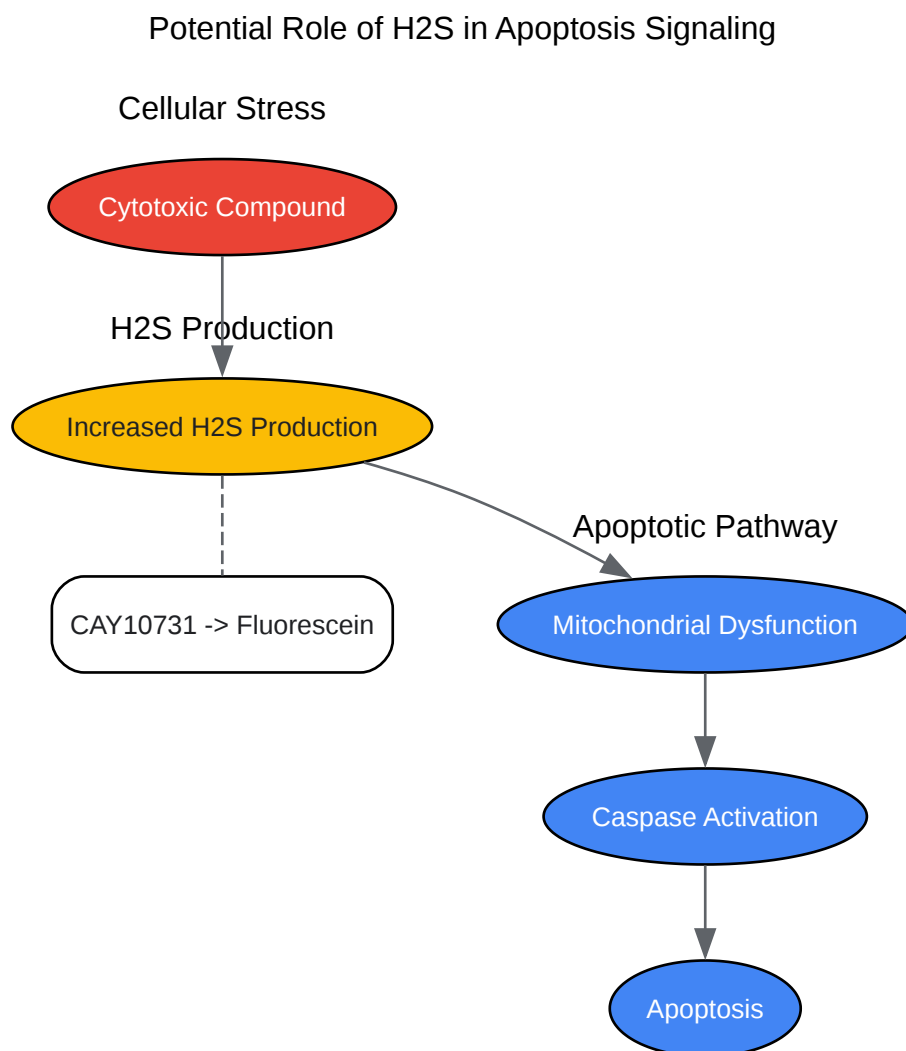 Potential Role of H2S in Apoptosis Signaling
Cellular Stress
Cytotoxic Compound
H2S Production
Increased H2S Production
CAY10731 -> Fluorescein
Apoptotic Pathway
Mitochondrial Dysfunction
Caspase Activation
Apoptosis